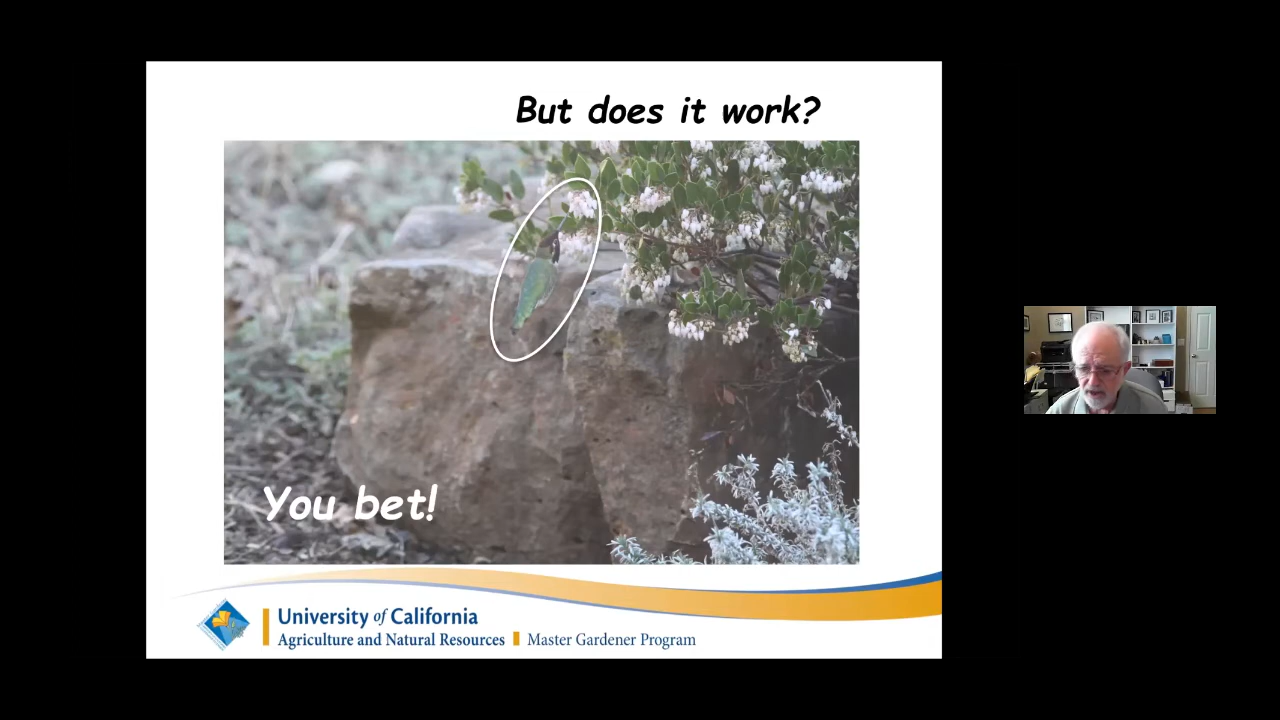 But does it work?
You bet!
University of California
Agriculture and Natural Resources Master Gardener Program